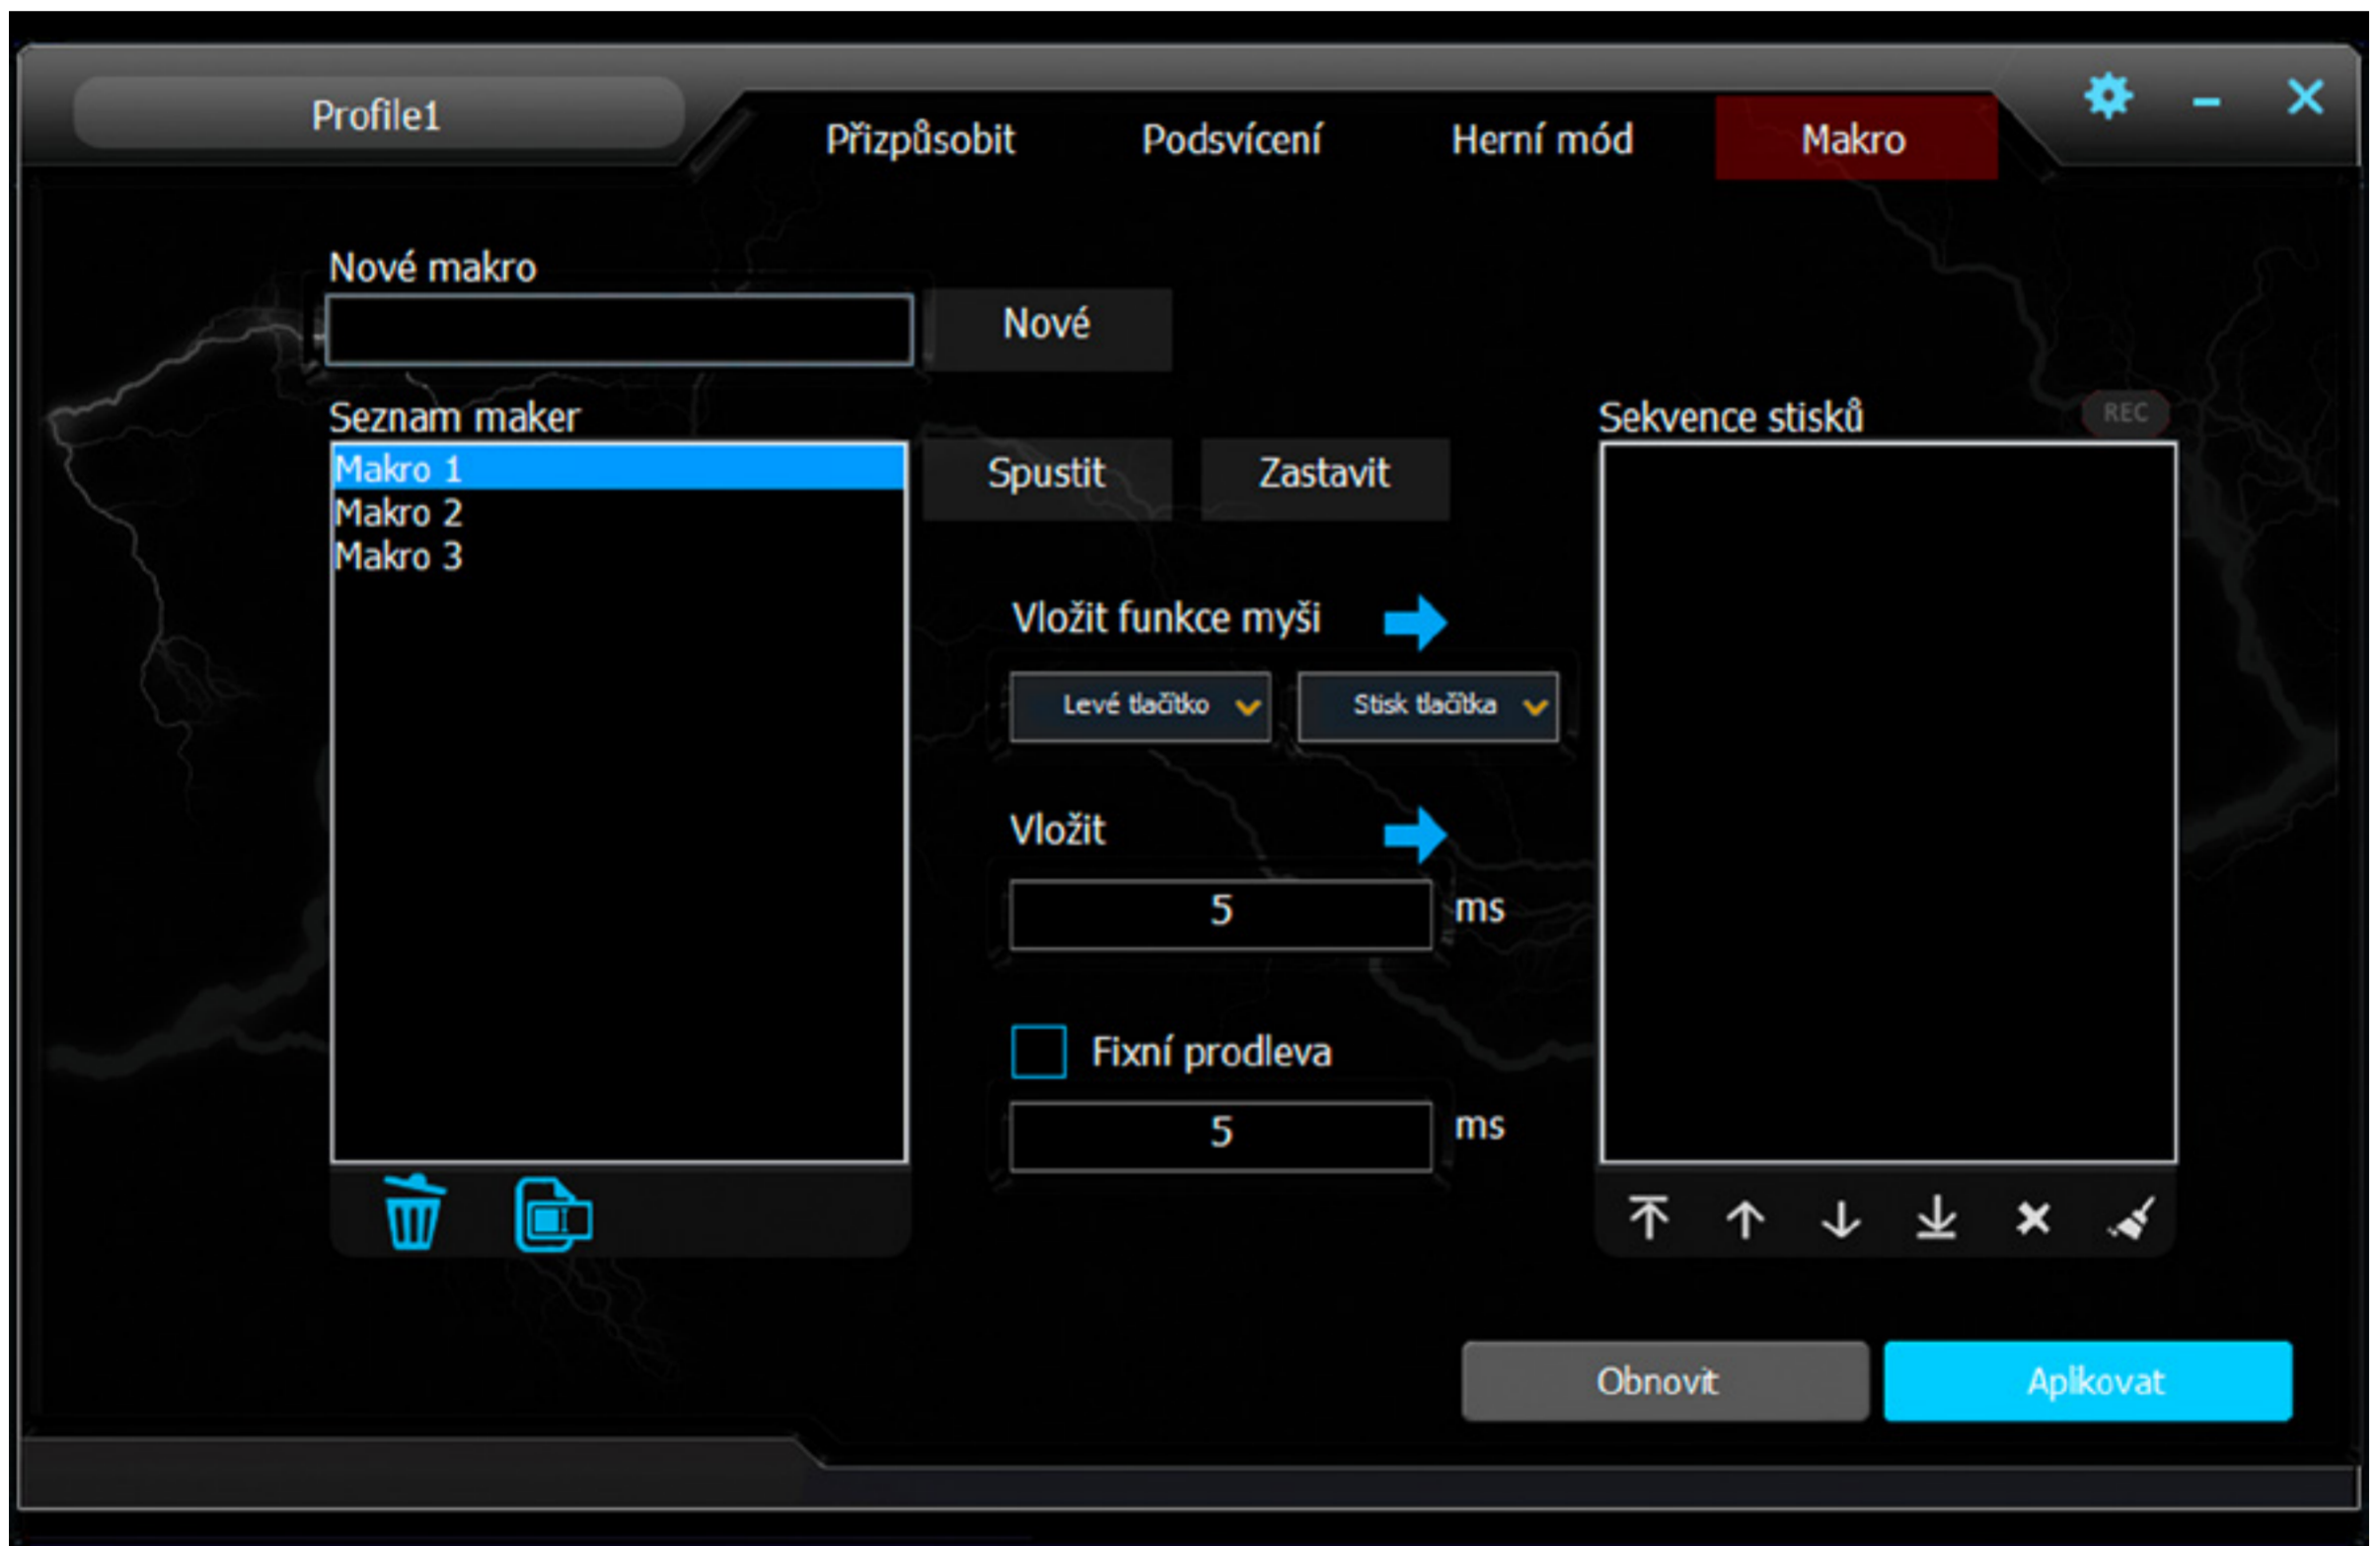 Profile1
Přizpůsobit Podsvícení Herní mód Makro
Nové makro
Nové
Seznam maker
Sekvence stisků REC
Makro 1
Makro 2
Makro 3
Spustit Zastavit
Vložit funkce myši
Levé tlačítko Stisk tlačítka
Vložit
5 ms
Fixní prodleva
5 ms
Obnovit Aplikovat